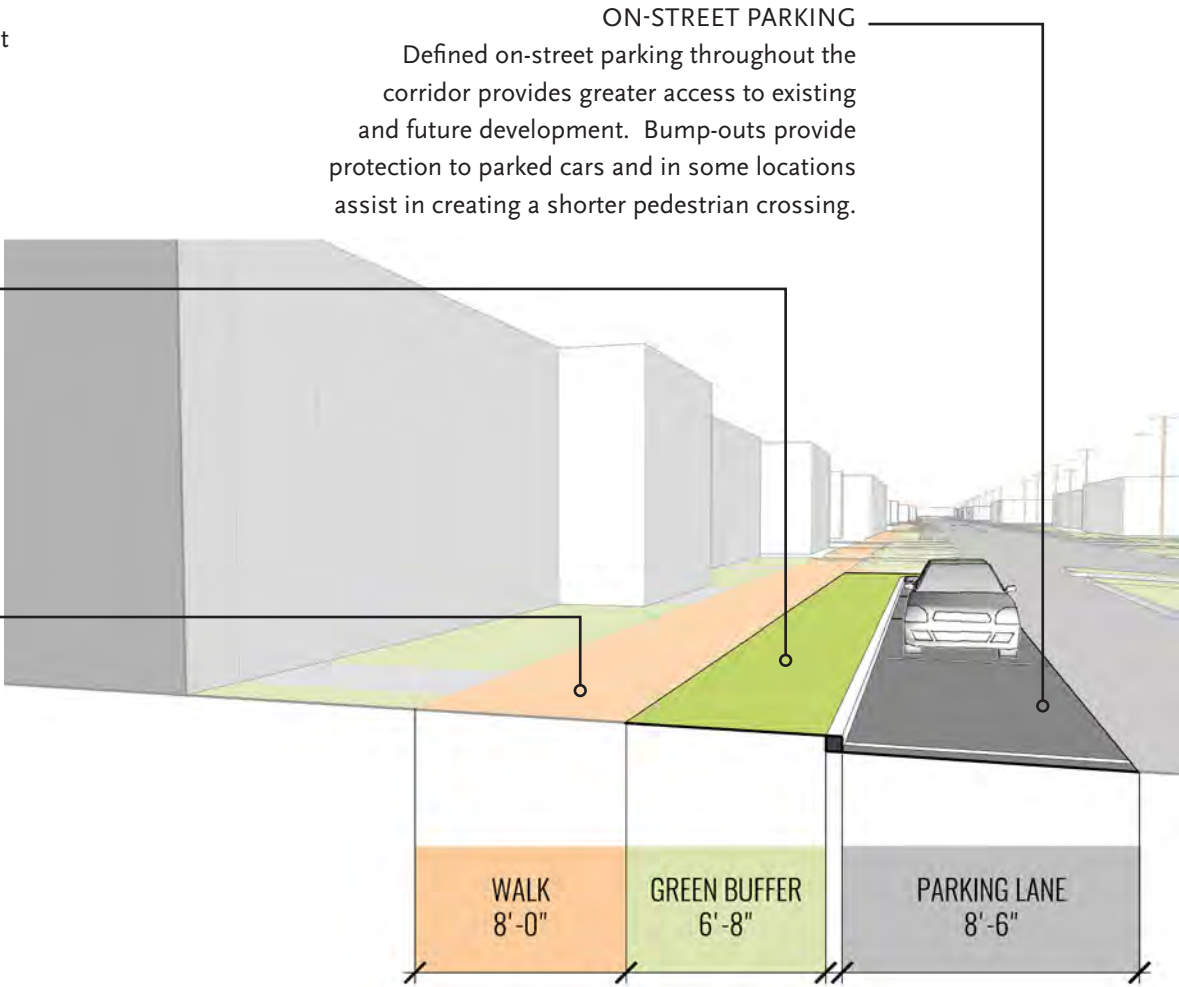 t
ON-STREET PARKING
Defined on-street parking throughout the
corridor provides greater access to existing
and future development.  Bump-outs provide
protection to parked cars and in some locations
assist in creating a shorter pedestrian crossing.
WALK
8'-0"
GREEN BUFFER
6'-8"
PARKING LANE
8'-6"